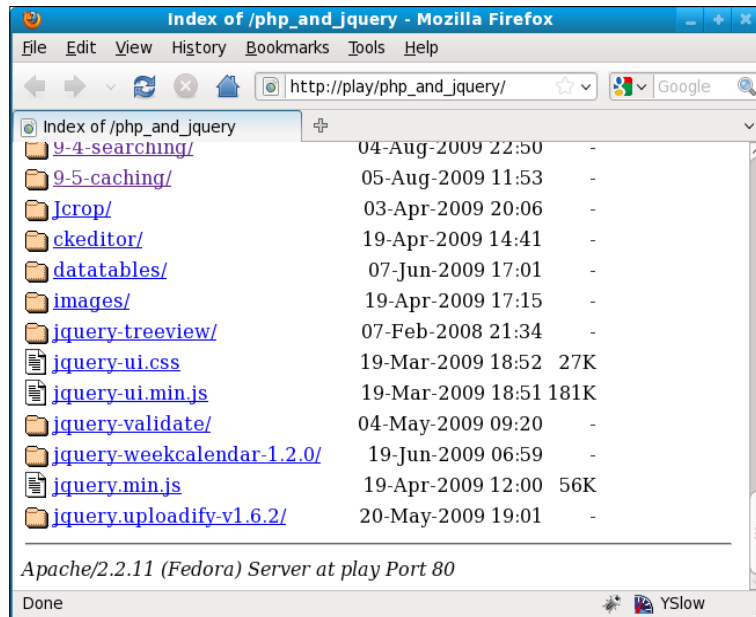 Index of /php_and_jquery - Mozilla Firefox
File Edit View History Bookmarks Tools Help
http://play/php_and_jquery/ Google
Index of /php_and_jquery
9-4-searching/ 04-Aug-2009 22:50 -
9-5-caching/ 05-Aug-2009 11:53 -
Jcrop/ 03-Apr-2009 20:06 -
ckeditor/ 19-Apr-2009 14:41 -
datatables/ 07-Jun-2009 17:01 -
images/ 19-Apr-2009 17:15 -
jquery-treeview/ 07-Feb-2008 21:34 -
jquery-ui.css 19-Mar-2009 18:52 27K
jquery-ui.min.js 19-Mar-2009 18:51 181K
jquery-validate/ 04-May-2009 09:20 -
jquery-weekcalendar-1.2.0/ 19-Jun-2009 06:59 -
jquery.min.js 19-Apr-2009 12:00 56K
jquery.uploadify-v1.6.2/ 20-May-2009 19:01 -
Apache/2.2.11 (Fedora) Server at play Port 80
Done YSlow